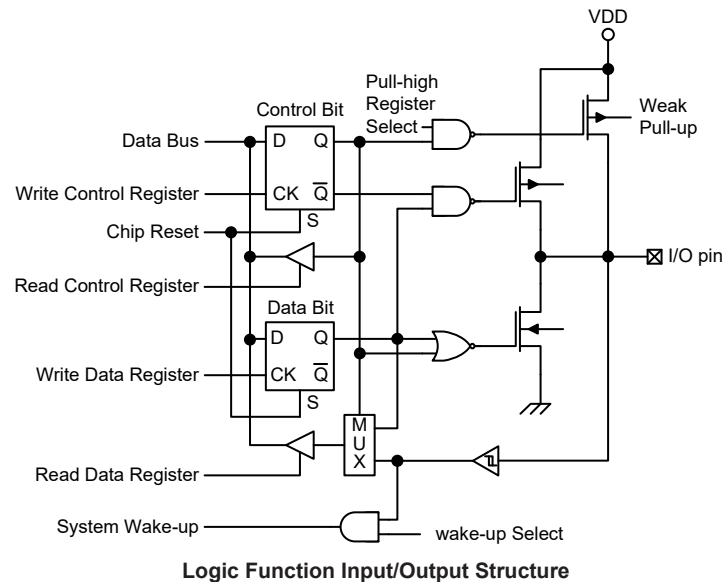 VDD
Pull-high
Register
Select
Control Bit
Weak
Pull-up
Data Bus
D Q
Write Control Register
CK Q
S
Chip Reset
I/O pin
Read Control Register
Data Bit
D Q
Write Data Register
CK Q
S
M
U
X
Read Data Register
System Wake-up
wake-up Select
Logic Function Input/Output Structure